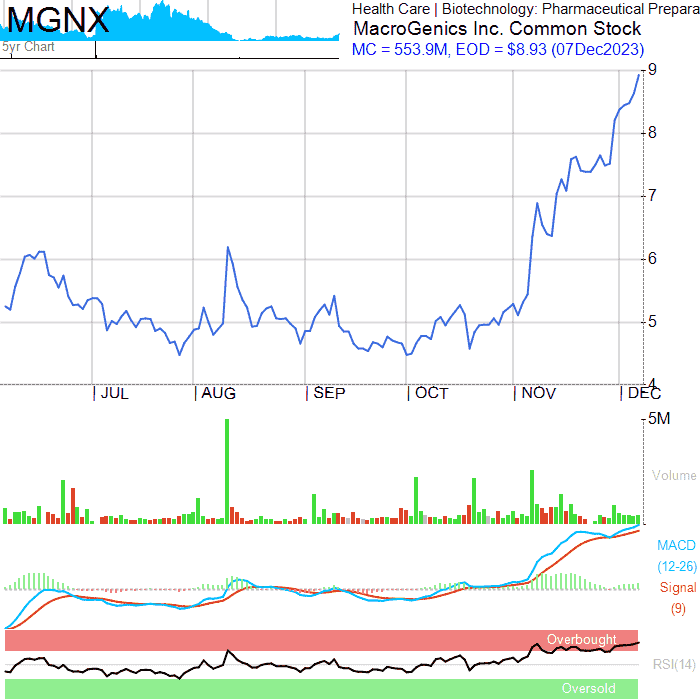 MGNX
5yr Chart
Health Care | Biotechnology: Pharmaceutical Prepara
MacroGenics Inc. Common Stock
MC = 553.9M, EOD = $8.93 (07Dec2023)
9
8
7
6
5
4
JUL
AUG
SEP
OCT
NOV
DEC
5M
Volume
MACD
(12-26)
Signal
(9)
Overbought
RSI(14)
Oversold